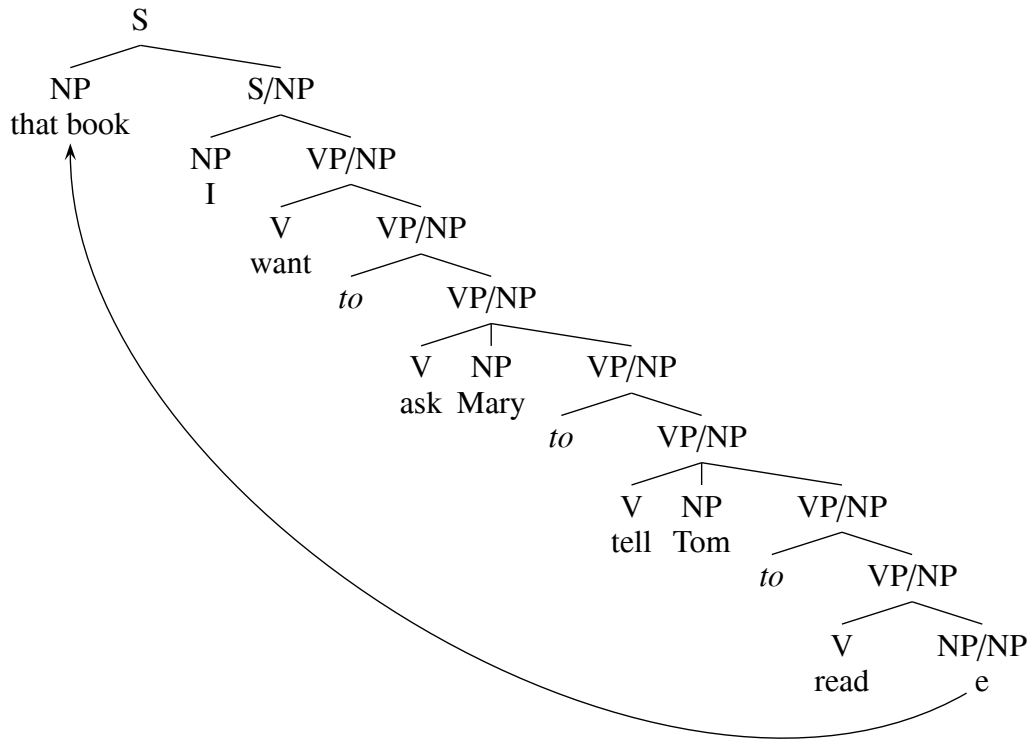 S
NP S/NP
that book
NP VP/NP
I
V VP/NP
want
to VP/NP
V NP VP/NP
ask Mary
to VP/NP
V NP VP/NP
tell Tom
to VP/NP
V NP/NP
read e